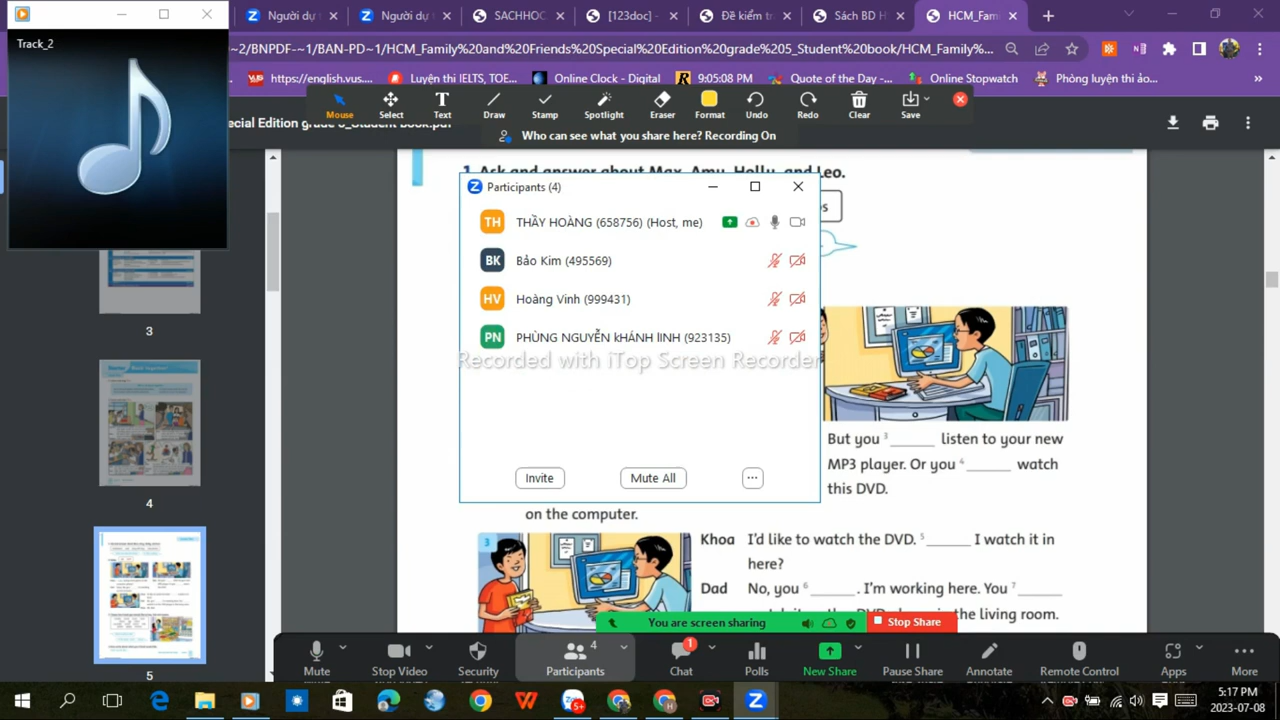 Track_2
Người dự t
Người dự t
SACHHOC
[123doc] -
Đề kiểm tr
Sách BD H
HCM_Fami
~2/BNPDF-~1/BAN-PD~1/HCM_Family%20and%20Friends%20Special%20Edition%20grade%205_Student%20book/HCM_Family%...
https://english.vus....
Luyện thi IELTS, TOE...
Online Clock - Digital
9:05:08 PM
Quote of the Day -...
Online Stopwatch
Phòng luyện thi ảo...
Mouse
Select
Text
Draw
Stamp
Spotlight
Eraser
Format
Undo
Redo
Clear
Save
Who can see what you share here? Recording On
1 Ask and answer about Max, Amy, Holly, and Leo.
Participants (4)
TH THẦY HOÀNG (658756) (Host, me)
BK Bảo Kim (495569)
HV Hoàng Vinh (999431)
PN PHÙNG NGUYỄN kHÁNH lINH (923135)
Recorded with iTop Screen Recorder
Invite
Mute All
3
4
5
But you 3 ______ listen to your new
MP3 player. Or you 4 ______ watch
this DVD.
on the computer.
3
Khoa I'd like to watch the DVD. 5 ______ I watch it in
here?
Dad No, you 6 ______. I'm working here. You 7 ______
in the living room.
You are screen sharing
Stop Share
Mute
Stop Video
Security
4
Participants
1
Chat
Polls
New Share
Pause Share
Annotate
Remote Control
Apps
More
5:17 PM
2023-07-08